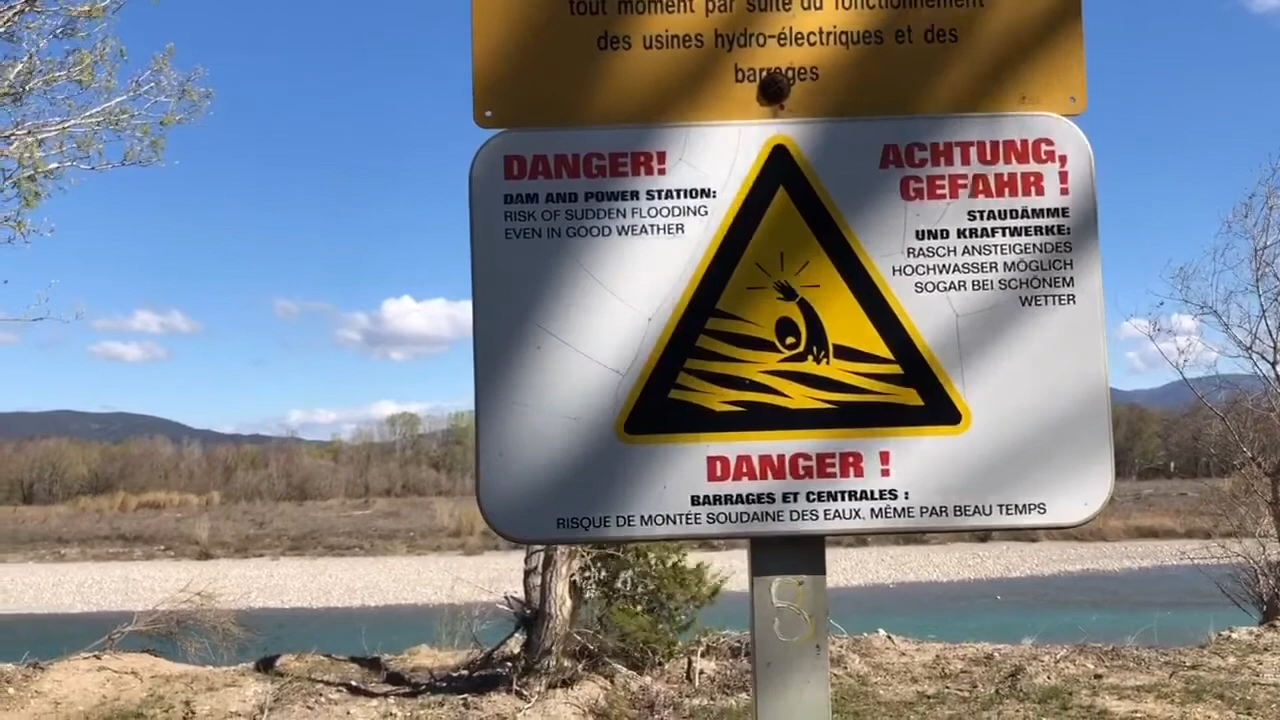 tout moment par suite du fonctionnement
des usines hydro-électriques et des
barrages
DANGER!
DAM AND POWER STATION:
RISK OF SUDDEN FLOODING
EVEN IN GOOD WEATHER
ACHTUNG,
GEFAHR !
STAUDÄMME
UND KRAFTWERKE:
RASCH ANSTEIGENDES
HOCHWASSER MÖGLICH
SOGAR BEI SCHÖNEM
WETTER
DANGER !
BARRAGES ET CENTRALES :
RISQUE DE MONTÉE SOUDAINE DES EAUX, MÊME PAR BEAU TEMPS
5